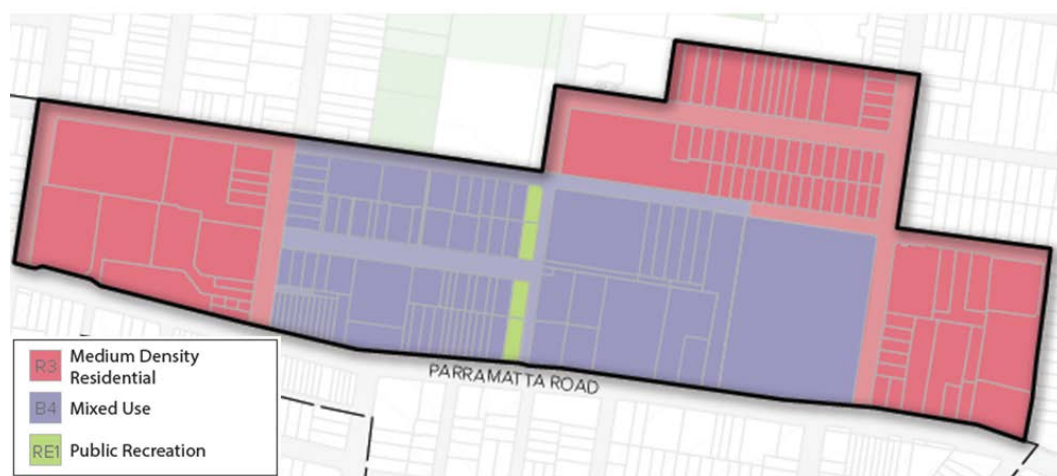 PARRAMATTA ROAD
R3 Medium Density
Residential
B4 Mixed Use
RE1 Public Recreation